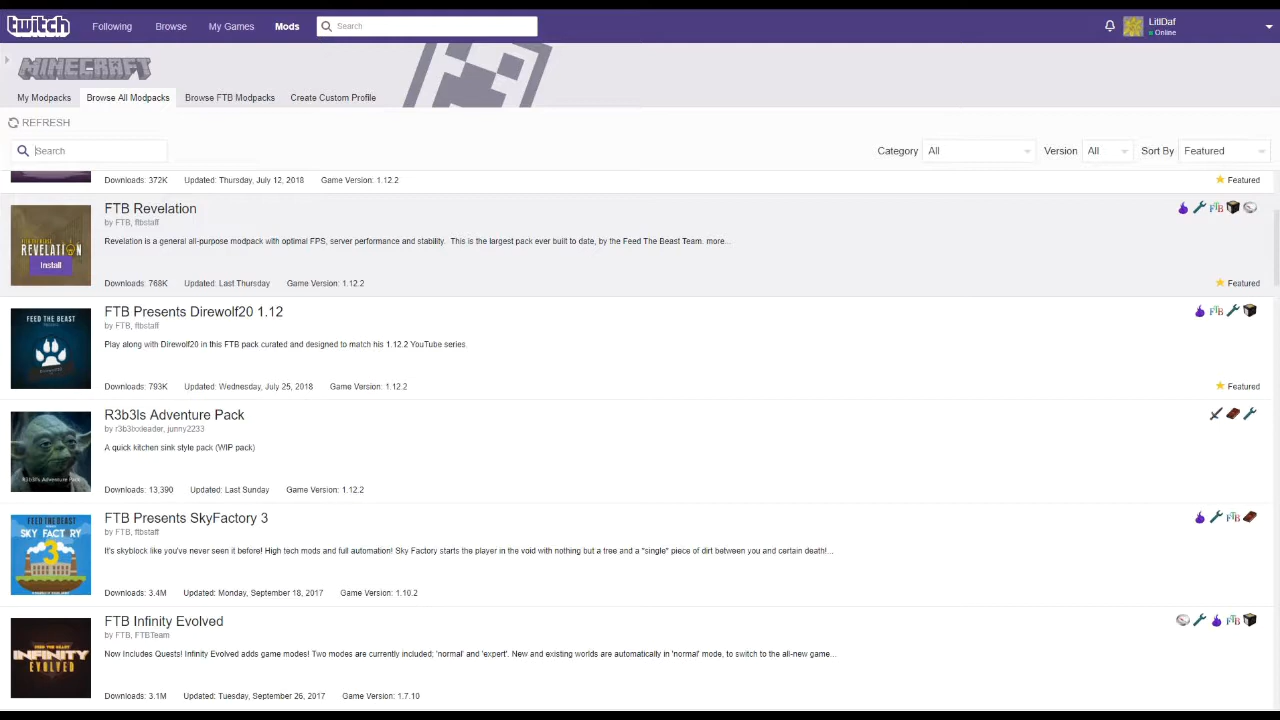 twitch Following Browse My Games Mods Search LitlDaf
Online
MINECRAFT
My Modpacks Browse All Modpacks Browse FTB Modpacks Create Custom Profile
REFRESH
Search Category All Version All Sort By Featured
Downloads: 372K Updated: Thursday, July 12, 2018 Game Version: 1.12.2 Featured
FTB Revelation
by FTB, ftbstaff
Revelation is a general all-purpose modpack with optimal FPS, server performance and stability. This is the largest pack ever built to date, by the Feed The Beast Team. more...
REVELATION
Install
Downloads: 768K Updated: Last Thursday Game Version: 1.12.2 Featured
FTB Presents Direwolf20 1.12
by FTB, ftbstaff
FEED THE BEAST
Play along with Direwolf20 in this FTB pack curated and designed to match his 1.12.2 YouTube series.
Downloads: 793K Updated: Wednesday, July 25, 2018 Game Version: 1.12.2 Featured
R3b3ls Adventure Pack
by r3b3lxxleader, junny2233
A quick kitchen sink style pack (WIP pack)
R3b3ls Adventure Pack
Downloads: 13,390 Updated: Last Sunday Game Version: 1.12.2
FTB Presents SkyFactory 3
by FTB, ftbstaff
FEED THE BEAST
SKY FACTORY
3
It's skyblock like you've never seen it before! High tech mods and full automation! Sky Factory starts the player in the void with nothing but a tree and a *single* piece of dirt between you and certain death!...
Downloads: 3.4M Updated: Monday, September 18, 2017 Game Version: 1.10.2
FTB Infinity Evolved
by FTB, FTBTeam
INFINITY
EVOLVED
Now Includes Quests! Infinity Evolved adds game modes! Two modes are currently included; 'normal' and 'expert'. New and existing worlds are automatically in 'normal' mode, to switch to the all-new game...
Downloads: 3.1M Updated: Tuesday, September 26, 2017 Game Version: 1.7.10